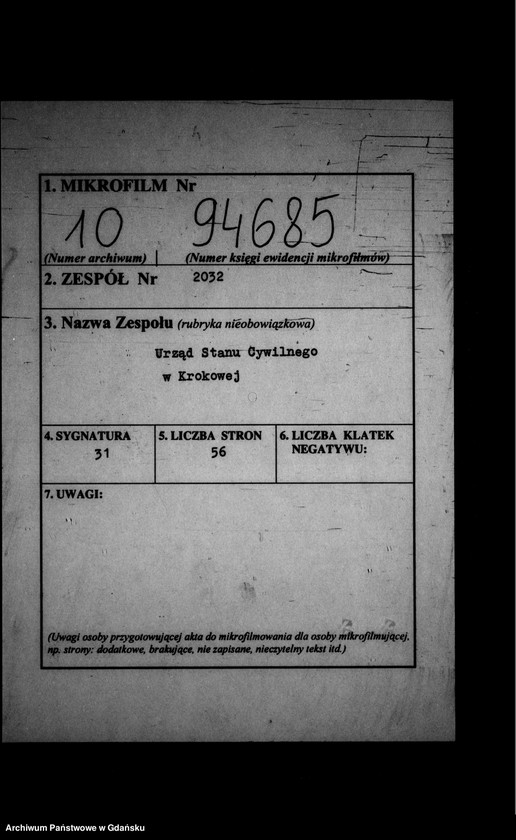 1. MIKROFILM Nr
10 94685
(Numer archiwum) (Numer księgi ewidencji mikrofilmów)
2. ZESPÓŁ Nr 2032
3. Nazwa Zespołu (rubryka nieobowiązkowa)
Urząd Stanu Cywilnego
w Krokowej
4. SYGNATURA 5. LICZBA STRON 6. LICZBA KLATEK
NEGATYWU:
31 56
7. UWAGI:
(Uwagi osoby przygotowującej akta do mikrofilmowania dla osoby mikrofilmującej,
np. strony: dodatkowe, brakujące, nie zapisane, nieczytelny tekst itd.)
Archiwum Państwowe w Gdańsku